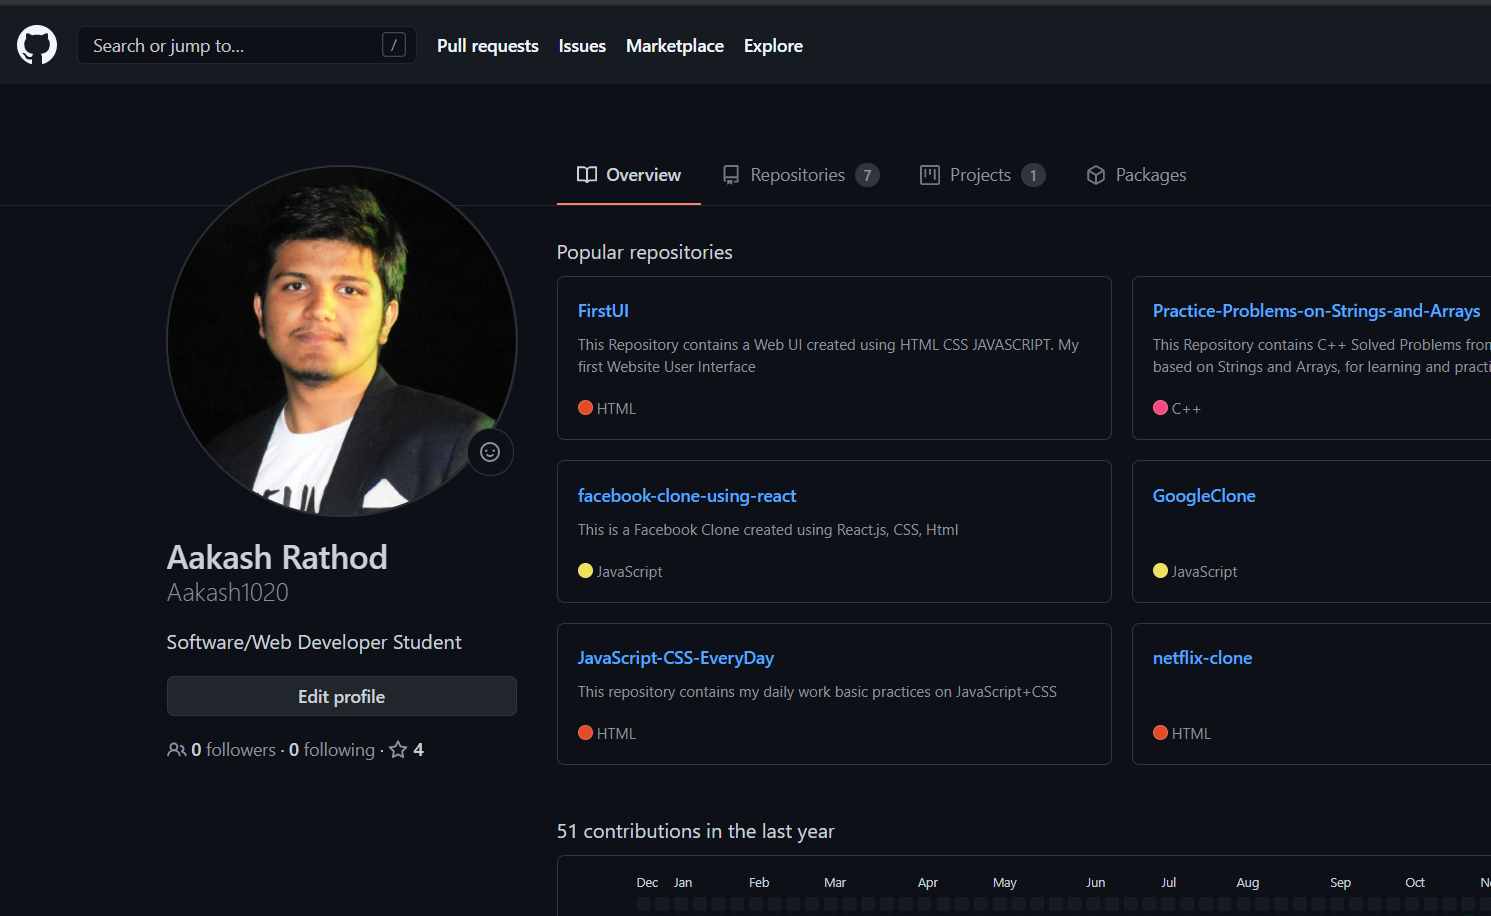 Search or jump to...
/
Pull requests
Issues
Marketplace
Explore
Overview
Repositories 7
Projects 1
Packages
Aakash Rathod
Aakash1020
Software/Web Developer Student
Edit profile
0 followers · 0 following · 4
Popular repositories
FirstUI
This Repository contains a Web UI created using HTML CSS JAVASCRIPT. My
first Website User Interface
HTML
Practice-Problems-on-Strings-and-Arrays
This Repository contains C++ Solved Problems from
based on Strings and Arrays, for learning and
C++
facebook-clone-using-react
This is a Facebook Clone created using React.js, CSS, Html
JavaScript
GoogleClone
JavaScript
JavaScript-CSS-EveryDay
This repository contains my daily work basic practices on JavaScript+CSS
HTML
netflix-clone
HTML
51 contributions in the last year
Dec Jan Feb Mar Apr May Jun Jul Aug Sep Oct